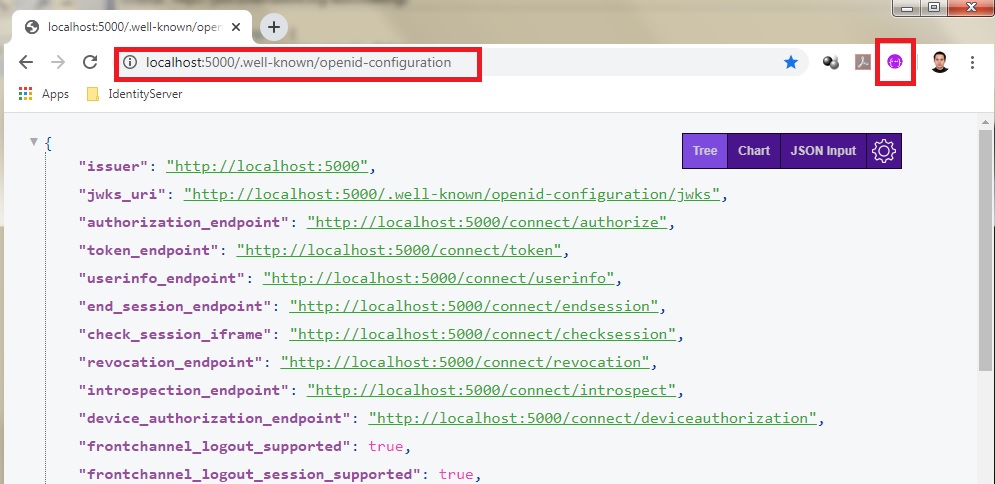 localhost:5000/.well-known/open
localhost:5000/.well-known/openid-configuration
Apps IdentityServer
Tree Chart JSON Input
{
"issuer": "http://localhost:5000",
"jwks_uri": "http://localhost:5000/.well-known/openid-configuration/jwks",
"authorization_endpoint": "http://localhost:5000/connect/authorize",
"token_endpoint": "http://localhost:5000/connect/token",
"userinfo_endpoint": "http://localhost:5000/connect/userinfo",
"end_session_endpoint": "http://localhost:5000/connect/endsession",
"check_session_iframe": "http://localhost:5000/connect/checksession",
"revocation_endpoint": "http://localhost:5000/connect/revocation",
"introspection_endpoint": "http://localhost:5000/connect/introspect",
"device_authorization_endpoint": "http://localhost:5000/connect/deviceauthorization",
"frontchannel_logout_supported": true,
"frontchannel_logout_session_supported": true,